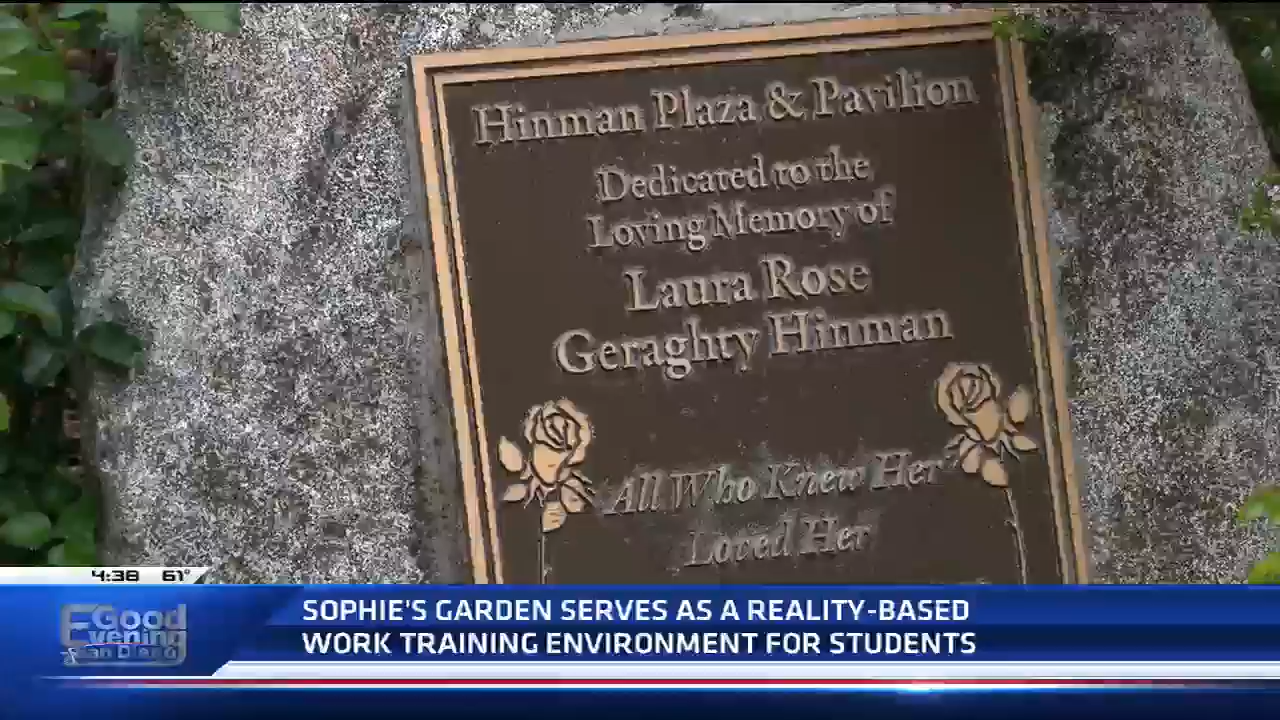 Hinman Plaza & Pavilion
Dedicated to the
Loving Memory of
Laura Rose
Geraghty Hinman
All Who Knew Her
Loved Her
4:38 61°
Good
Evening
San Diego
SOPHIE'S GARDEN SERVES AS A REALITY-BASED
WORK TRAINING ENVIRONMENT FOR STUDENTS